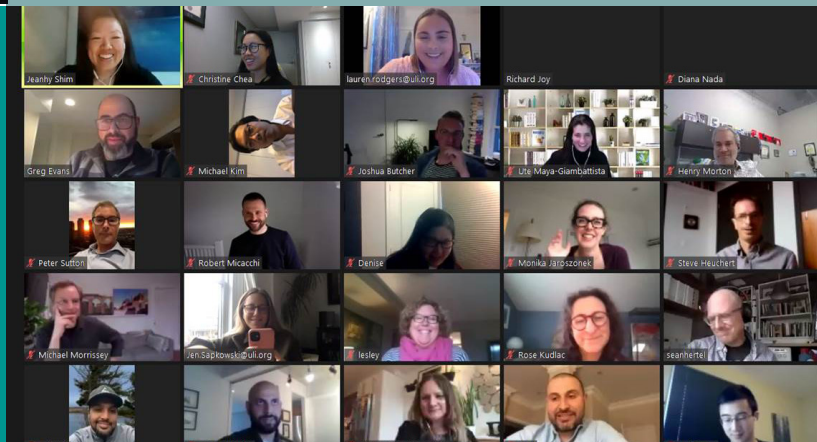 Jeanhy Shim
Christine Chea
lauren.rodgers@uli.org
Richard Joy
Diana Nada
Greg Evans
Michael Kim
Joshua Butcher
Ute Maya-Giambattista
Henry Morton
Peter Sutton
Robert Micacchi
Denise
Monika Jaroszonek
Steve Heuchert
Michael Morrissey
Jen.Sapkowski@uli.org
lesley
Rose Kudlac
seanhertel